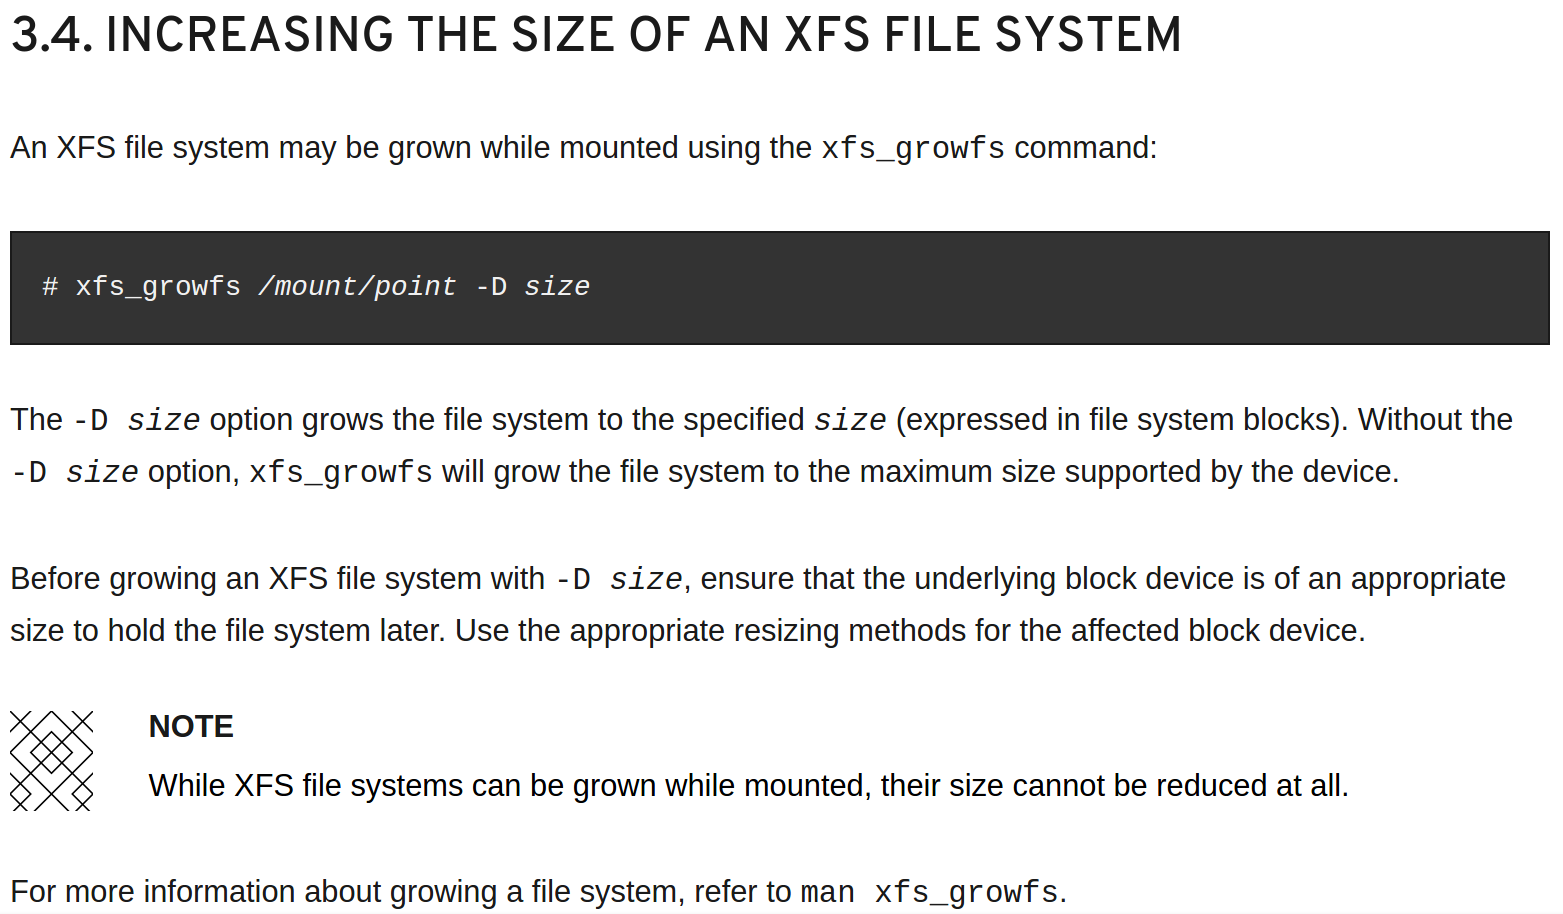 3.4. INCREASING THE SIZE OF AN XFS FILE SYSTEM
An XFS file system may be grown while mounted using the xfs_growfs command:
# xfs_growfs /mount/point -D size
The -D size option grows the file system to the specified size (expressed in file system blocks). Without the
-D size option, xfs_growfs will grow the file system to the maximum size supported by the device.
Before growing an XFS file system with -D size, ensure that the underlying block device is of an appropriate
size to hold the file system later. Use the appropriate resizing methods for the affected block device.
NOTE
While XFS file systems can be grown while mounted, their size cannot be reduced at all.
For more information about growing a file system, refer to man xfs_growfs.